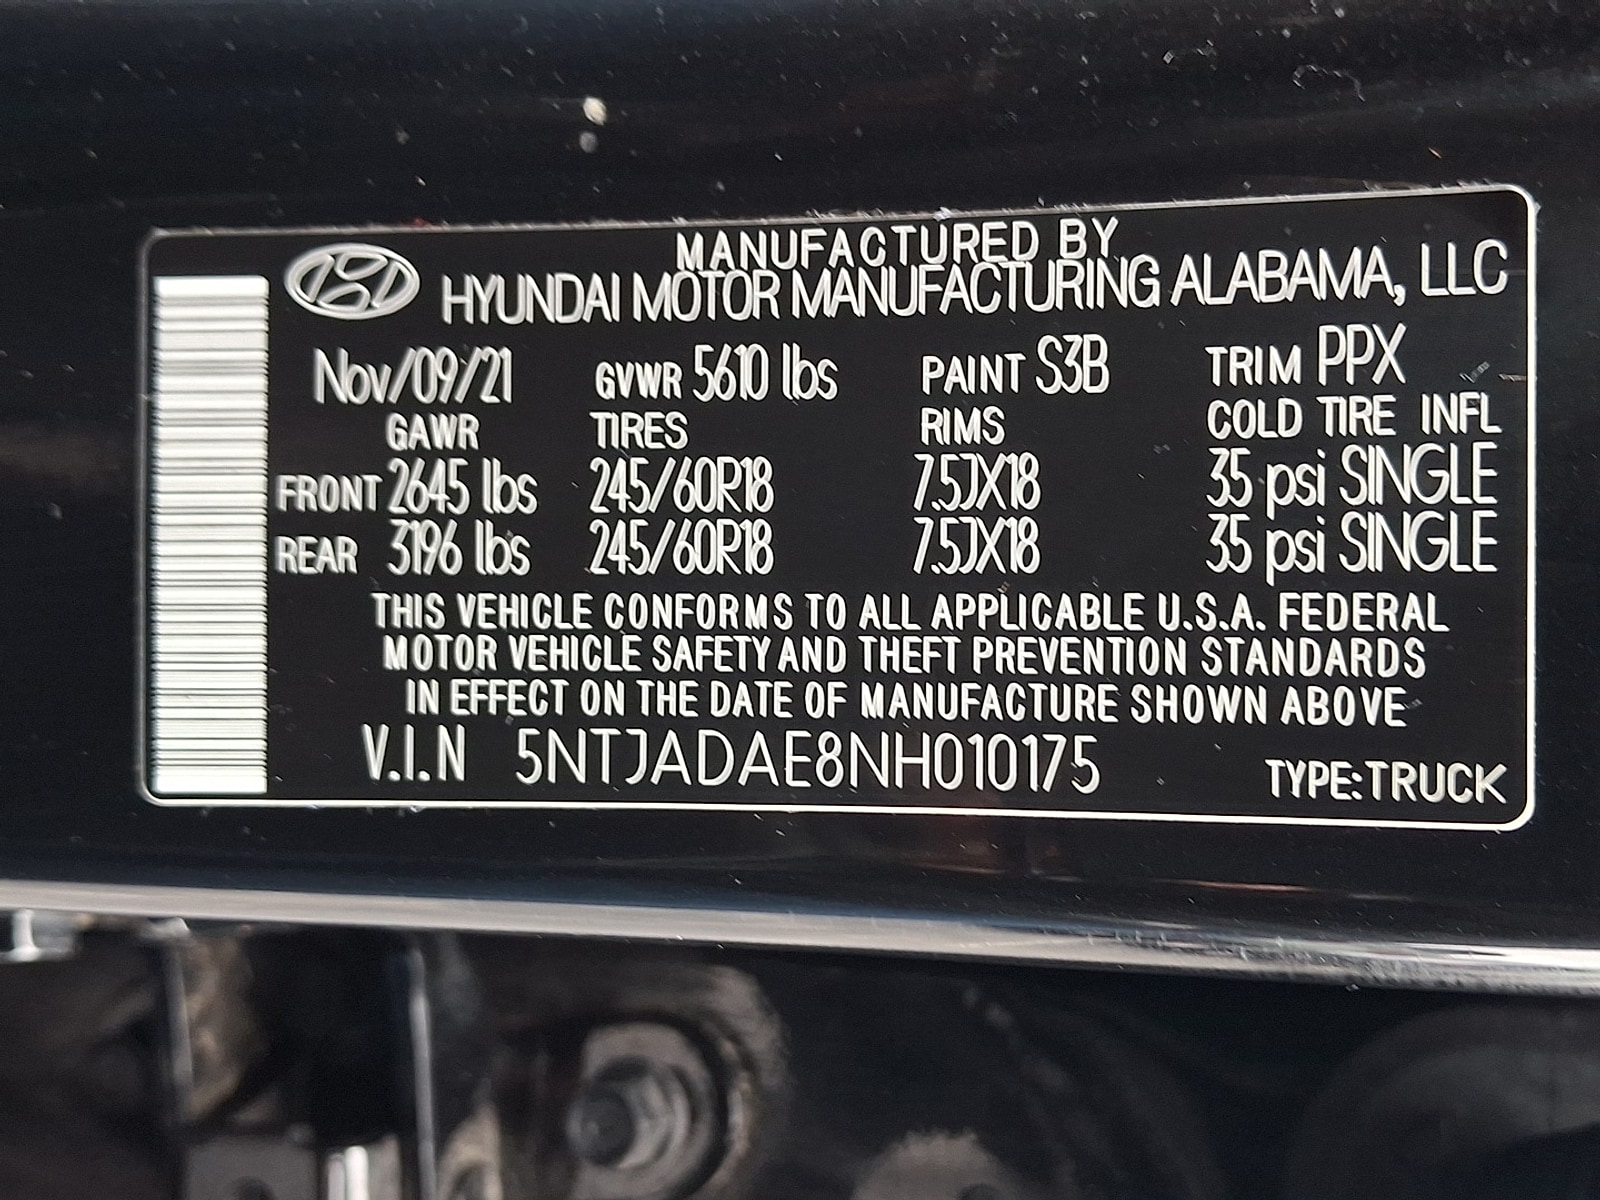 MANUFACTURED BY
HYUNDAI MOTOR MANUFACTURING ALABAMA, LLC
Nov/09/21 GVWR 5610 lbs PAINT S3B TRIM PPX
GAWR TIRES RIMS COLD TIRE INFL
FRONT 2645 lbs 245/60R18 7.5JX18 35 psi SINGLE
REAR 3196 lbs 245/60R18 7.5JX18 35 psi SINGLE
THIS VEHICLE CONFORMS TO ALL APPLICABLE U.S.A. FEDERAL
MOTOR VEHICLE SAFETY AND THEFT PREVENTION STANDARDS
IN EFFECT ON THE DATE OF MANUFACTURE SHOWN ABOVE
V.I.N 5NTJADAE8NH010175 TYPE:TRUCK